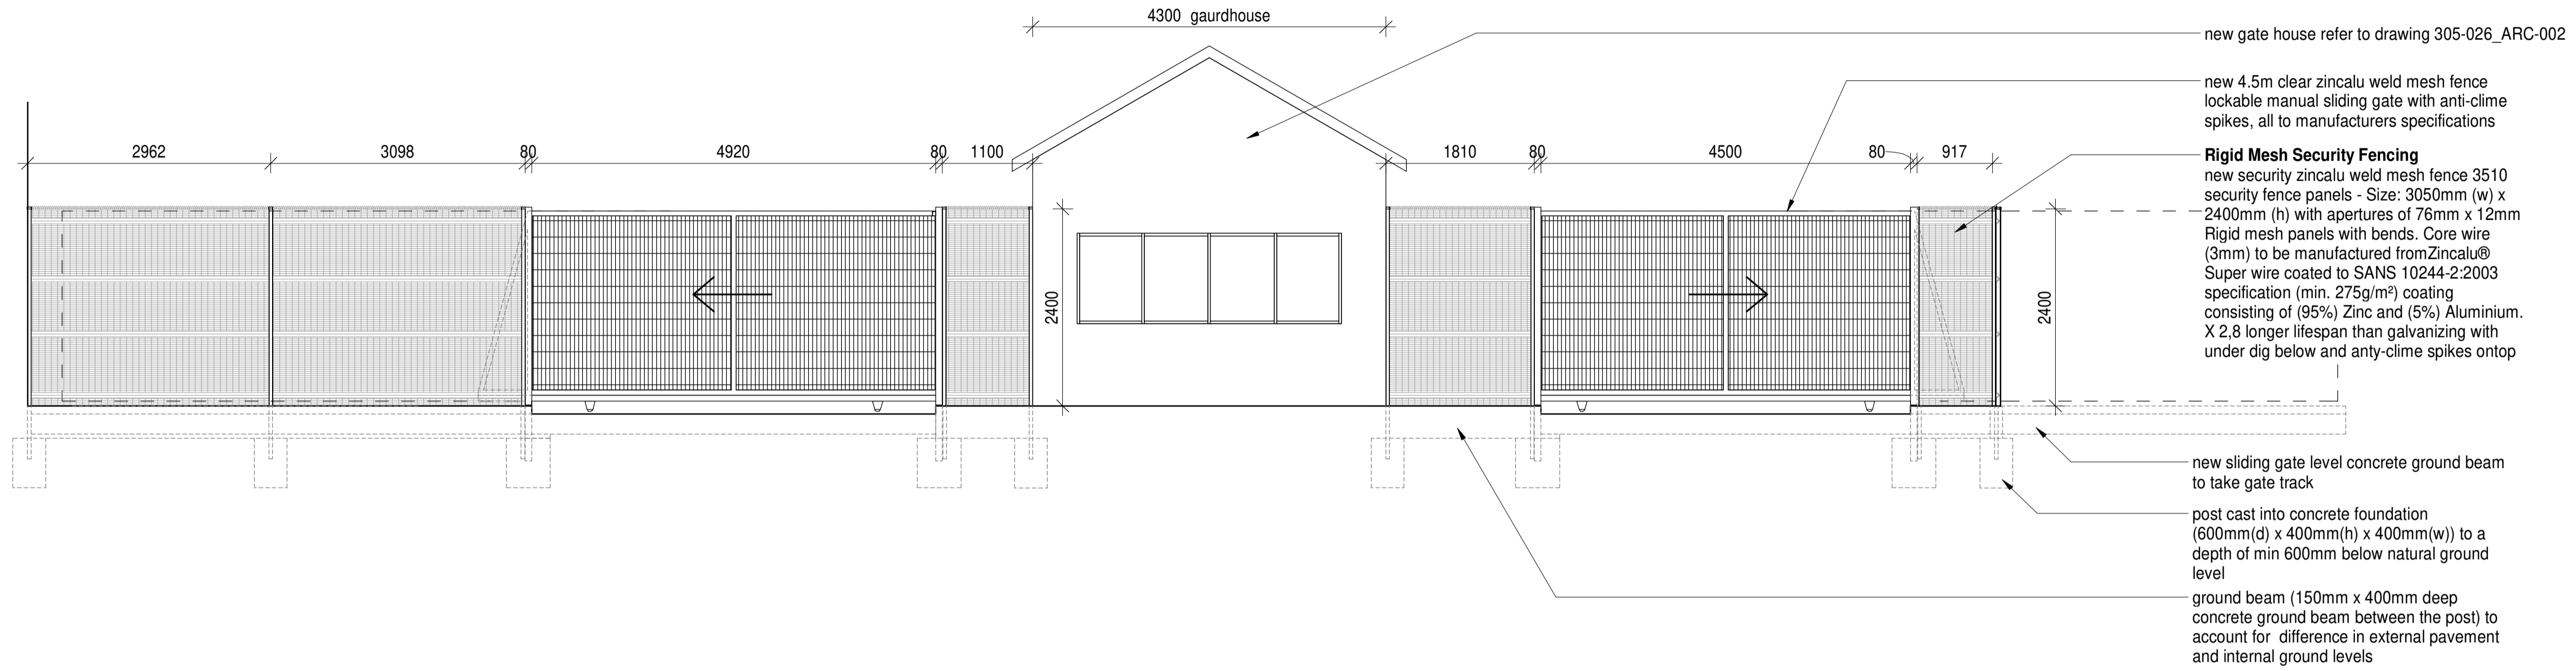 4300 gaurdhouse
new gate house refer to drawing 305-026_ARC-002
new 4.5m clear zincalu weld mesh fence
lockable manual sliding gate with anti-clime
spikes, all to manufacturers specifications
2962
3098
80
4920
80
1100
1810
80
4500
80
917
Rigid Mesh Security Fencing
new security zincalu weld mesh fence 3510
security fence panels - Size: 3050mm (w) x
2400mm (h) with apertures of 76mm x 12mm
Rigid mesh panels with bends. Core wire
(3mm) to be manufactured fromZincalu®
Super wire coated to SANS 10244-2:2003
specification (min. 275g/m²) coating
consisting of (95%) Zinc and (5%) Aluminium.
X 2,8 longer lifespan than galvanizing with
under dig below and anty-clime spikes ontop
2400
2400
new sliding gate level concrete ground beam
to take gate track
post cast into concrete foundation
(600mm(d) x 400mm(h) x 400mm(w)) to a
depth of min 600mm below natural ground
level
ground beam (150mm x 400mm deep
concrete ground beam between the post) to
account for difference in external pavement
and internal ground levels